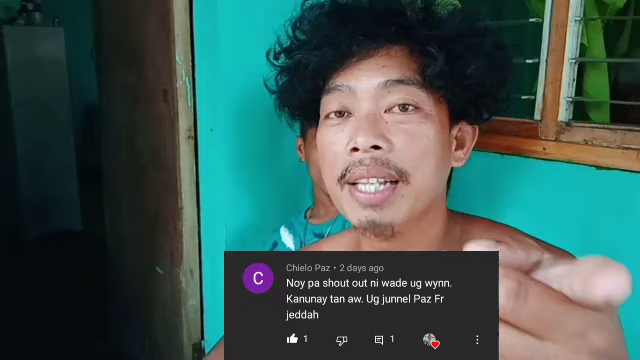 C
Chielo Paz • 2 days ago
Noy pa shout out ni wade ug wynn.
Kanunay tan aw. Ug junnel Paz Fr
jeddah
1
1